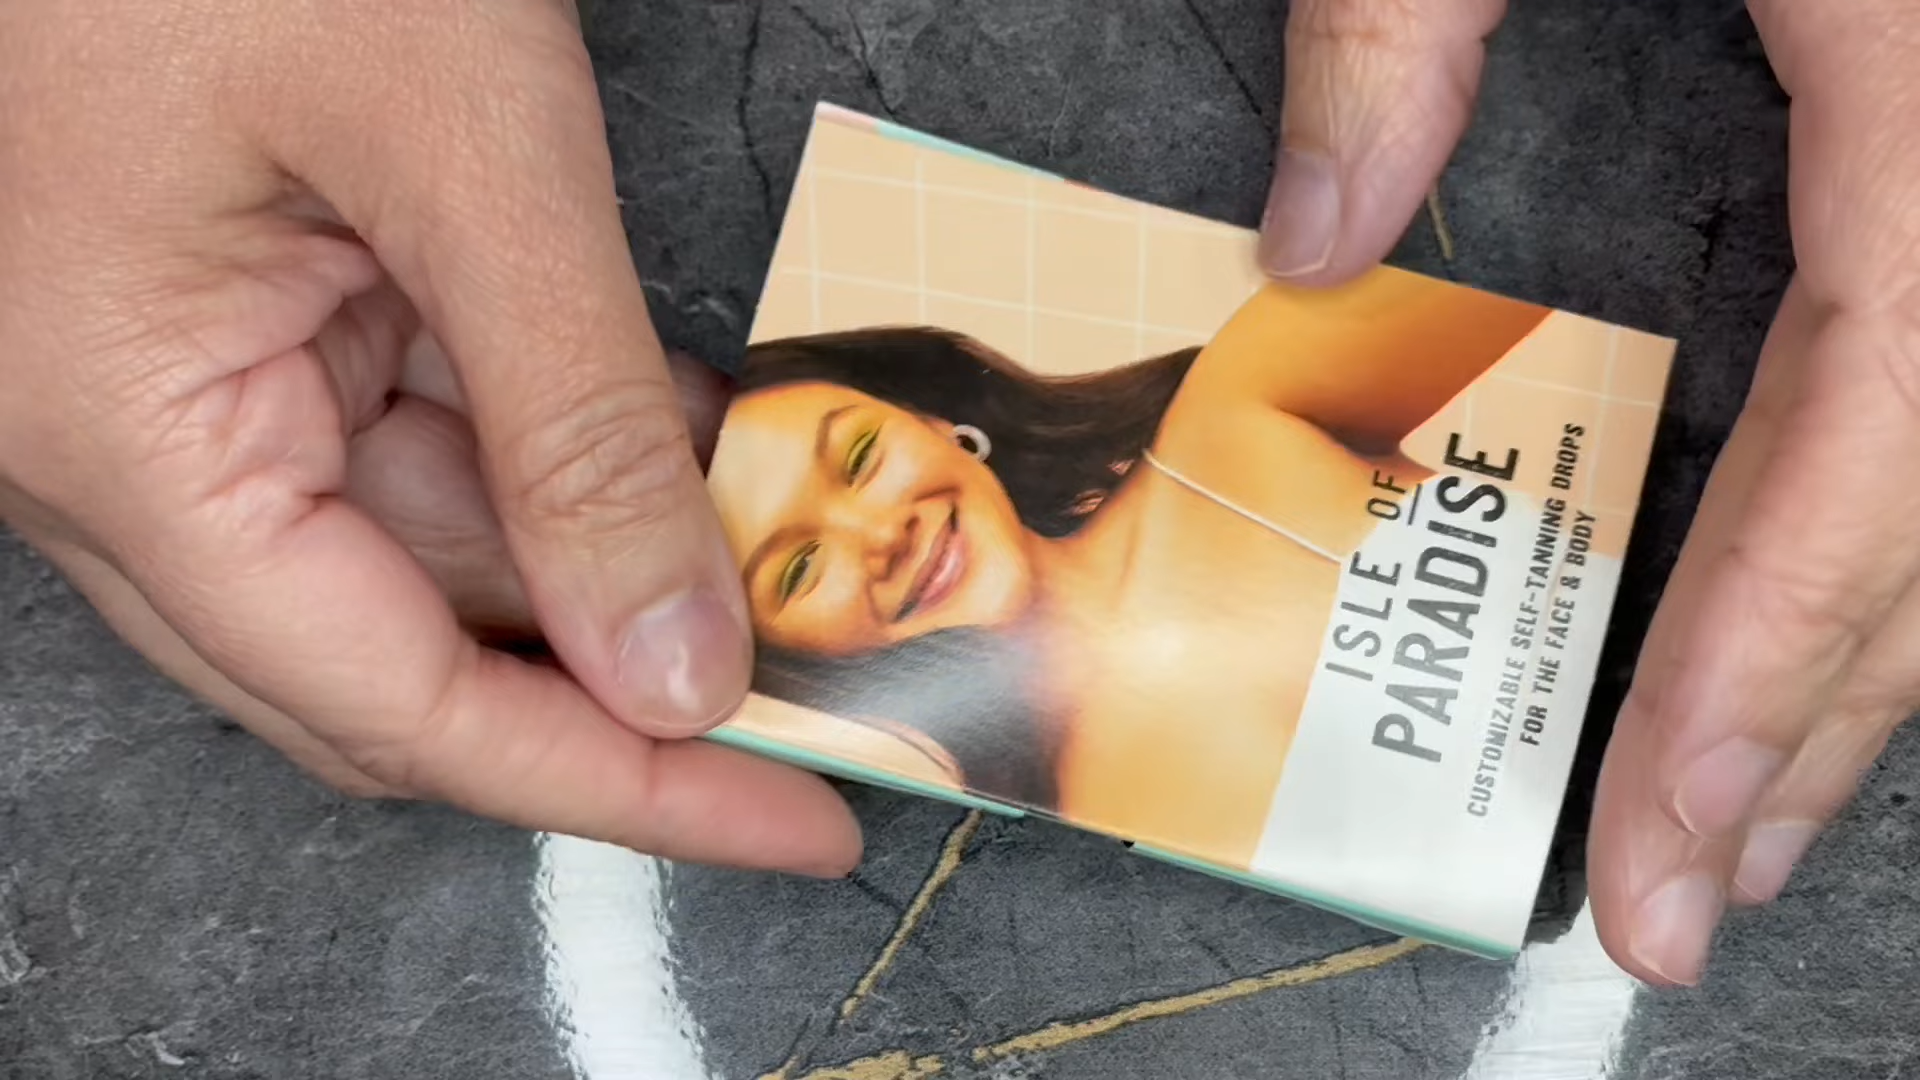 ISLE OF
PARADISE
CUSTOMIZABLE SELF-TANNING DROPS
FOR THE FACE & BODY